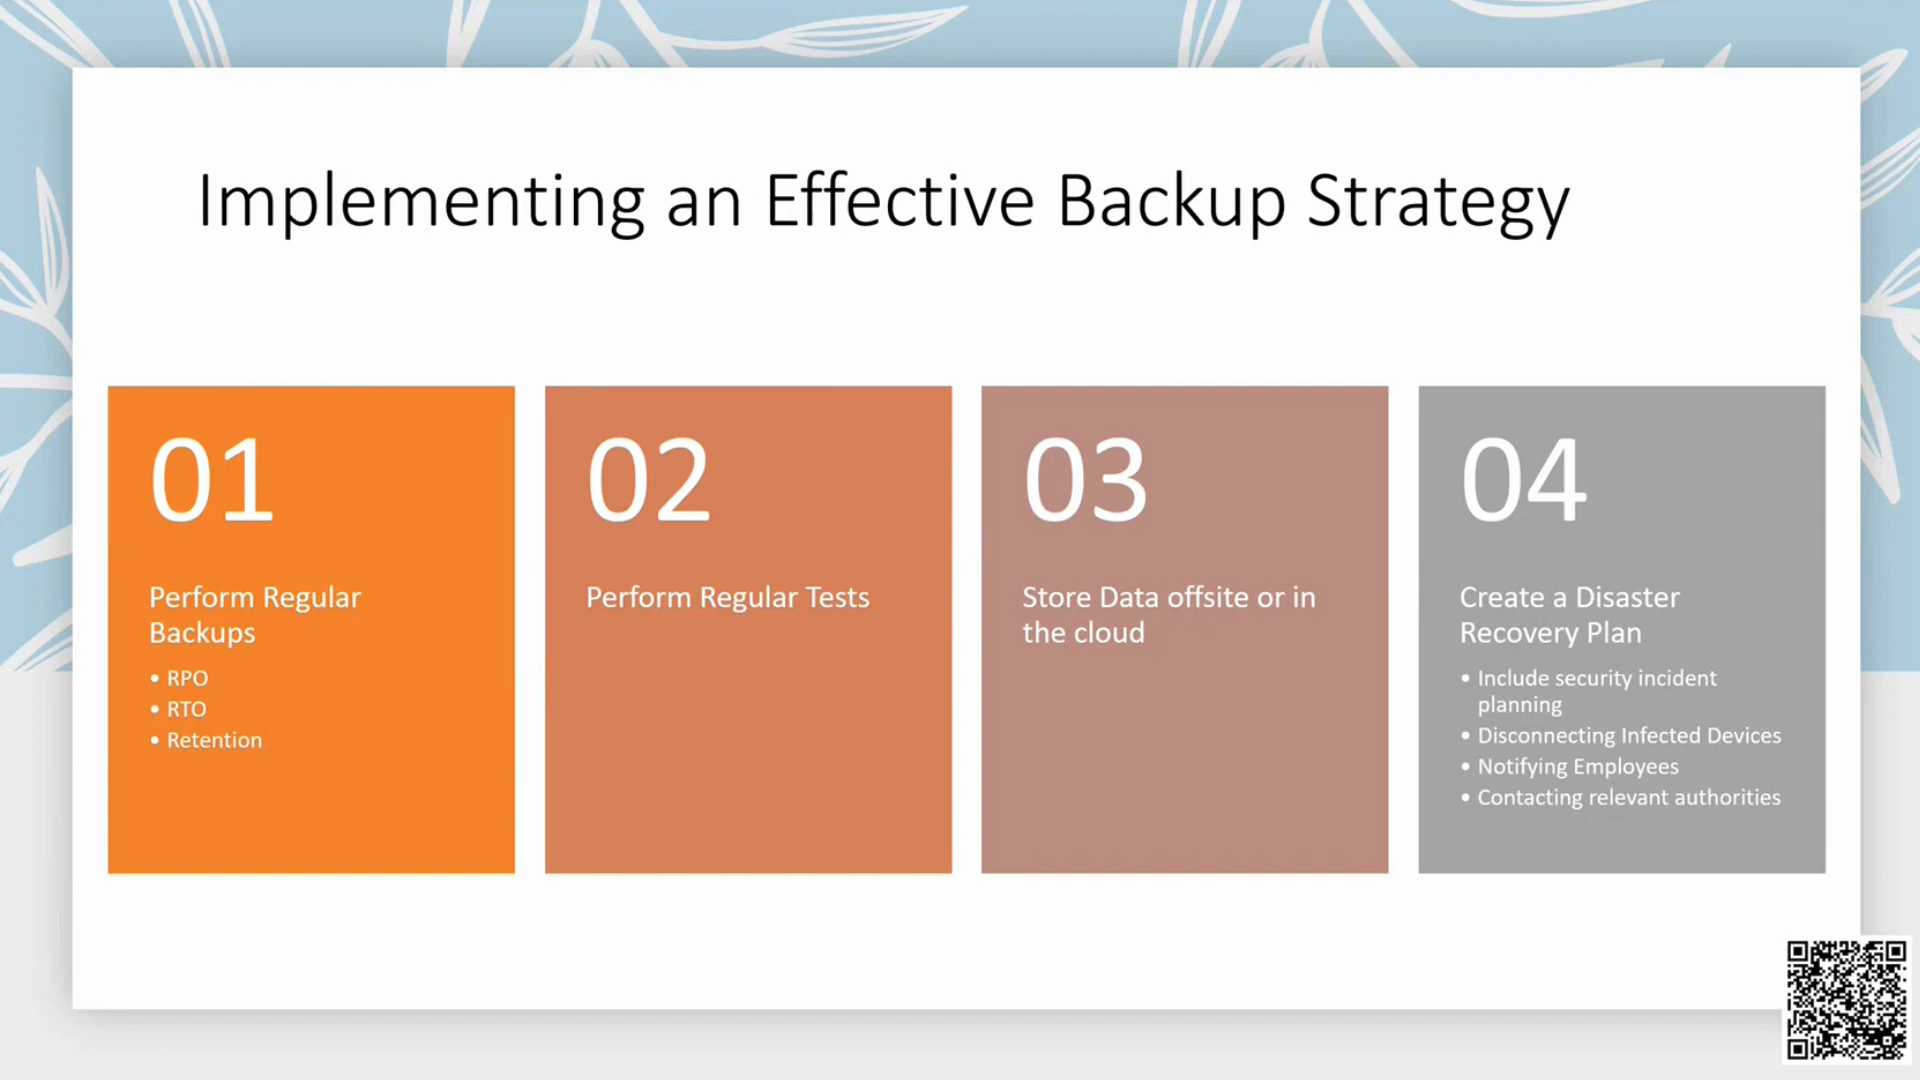 Implementing an Effective Backup Strategy
01
Perform Regular
Backups
• RPO
• RTO
• Retention
02
Perform Regular Tests
03
Store Data offsite or in
the cloud
04
Create a Disaster
Recovery Plan
• Include security incident
planning
• Disconnecting Infected Devices
• Notifying Employees
• Contacting relevant authorities